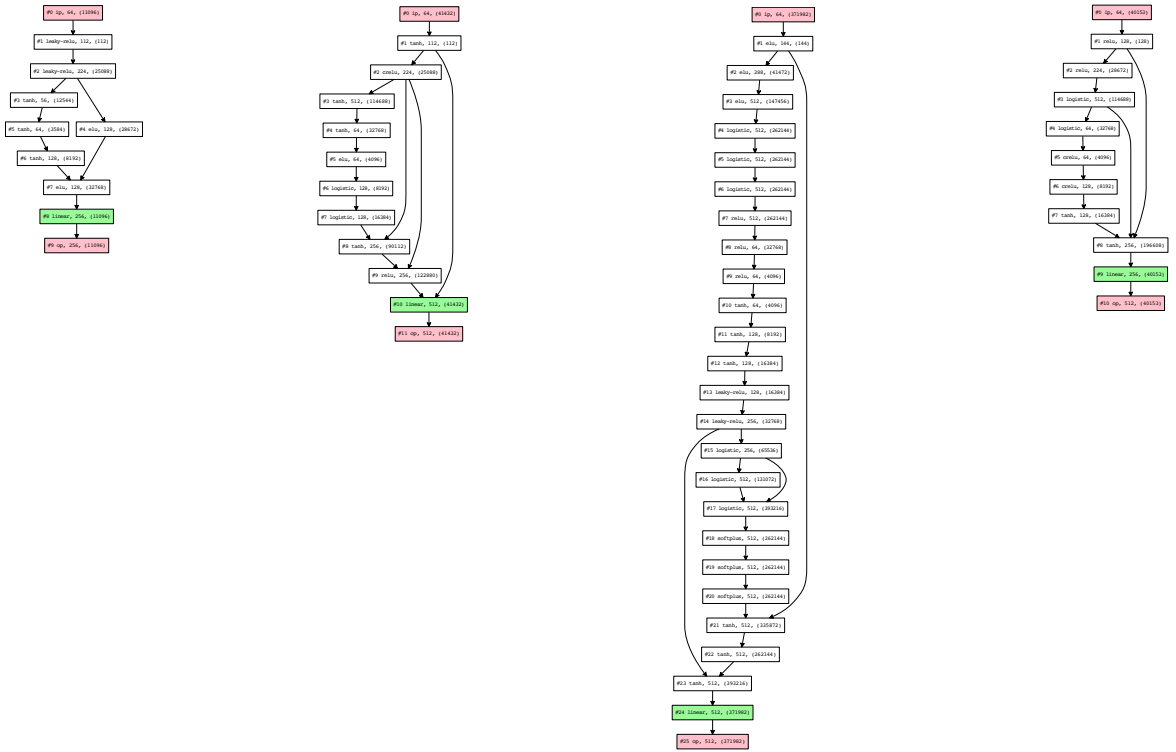 #0 ip, 64, (11096)
#1 leaky-relu, 112, (112)
#2 leaky-relu, 224, (25088)
#3 tanh, 56, (12544)
#5 tanh, 64, (3584)
#4 elu, 128, (28672)
#6 tanh, 128, (8192)
#7 elu, 128, (32768)
#8 linear, 256, (11096)
#9 op, 256, (11096)
#0 ip, 64, (41432)
#1 tanh, 112, (112)
#2 crelu, 224, (25088)
#3 tanh, 512, (114688)
#4 tanh, 64, (32768)
#5 elu, 64, (4096)
#6 logistic, 128, (8192)
#7 logistic, 128, (16384)
#8 tanh, 256, (90112)
#9 relu, 256, (122880)
#10 linear, 512, (41432)
#11 op, 512, (41432)
#0 ip, 64, (371982)
#1 elu, 144, (144)
#2 elu, 288, (41472)
#3 elu, 512, (147456)
#4 logistic, 512, (262144)
#5 logistic, 512, (262144)
#6 logistic, 512, (262144)
#7 relu, 512, (262144)
#8 relu, 64, (32768)
#9 relu, 64, (4096)
#10 tanh, 64, (4096)
#11 tanh, 128, (8192)
#12 tanh, 128, (16384)
#13 leaky-relu, 128, (16384)
#14 leaky-relu, 256, (32768)
#15 logistic, 256, (65536)
#16 logistic, 512, (131072)
#17 logistic, 512, (393216)
#18 softplus, 512, (262144)
#19 softplus, 512, (262144)
#20 softplus, 512, (262144)
#21 tanh, 512, (335872)
#22 tanh, 512, (262144)
#23 tanh, 512, (393216)
#24 linear, 512, (371982)
#25 op, 512, (371982)
#0 ip, 64, (40153)
#1 relu, 128, (128)
#2 relu, 224, (28672)
#3 logistic, 512, (114688)
#4 logistic, 64, (32768)
#5 crelu, 64, (4096)
#6 crelu, 128, (8192)
#7 tanh, 128, (16384)
#8 tanh, 256, (196608)
#9 linear, 256, (40153)
#10 op, 512, (40153)